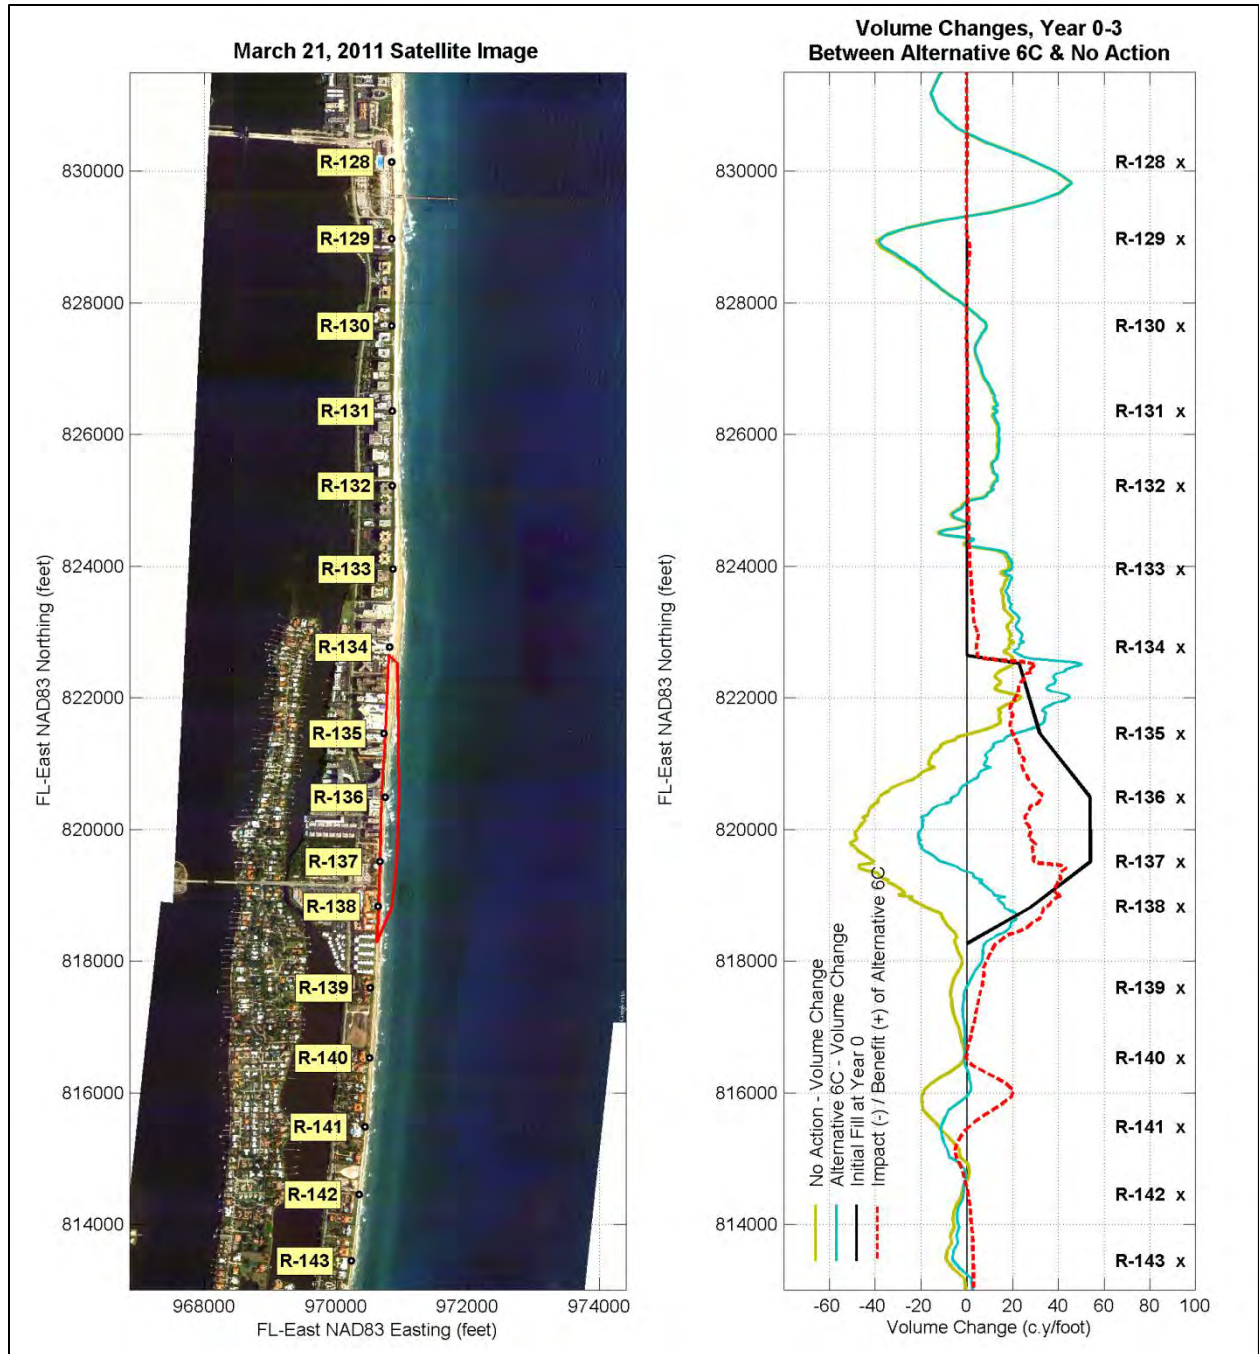 March 21, 2011 Satellite Image
FL-East NAD83 Northing (feet)
830000
828000
826000
824000
822000
820000
818000
816000
814000
R-128
R-129
R-130
R-131
R-132
R-133
R-134
R-135
R-136
R-137
R-138
R-139
R-140
R-141
R-142
R-143
968000 970000 972000 974000
FL-East NAD83 Easting (feet)
Volume Changes, Year 0-3
Between Alternative 6C & No Action
FL-East NAD83 Northing (feet)
830000
828000
826000
824000
822000
820000
818000
816000
814000
R-128 x
R-129 x
R-130 x
R-131 x
R-132 x
R-133 x
R-134 x
R-135 x
R-136 x
R-137 x
R-138 x
R-139 x
R-140 x
R-141 x
R-142 x
R-143 x
No Action - Volume Change
Alternative 6C - Volume Change
Initial Fill at Year 0
Impact (-) / Benefit (+) of Alternative 6C
-60 -40 -20 0 20 40 60 80 100
Volume Change (c.y/foot)